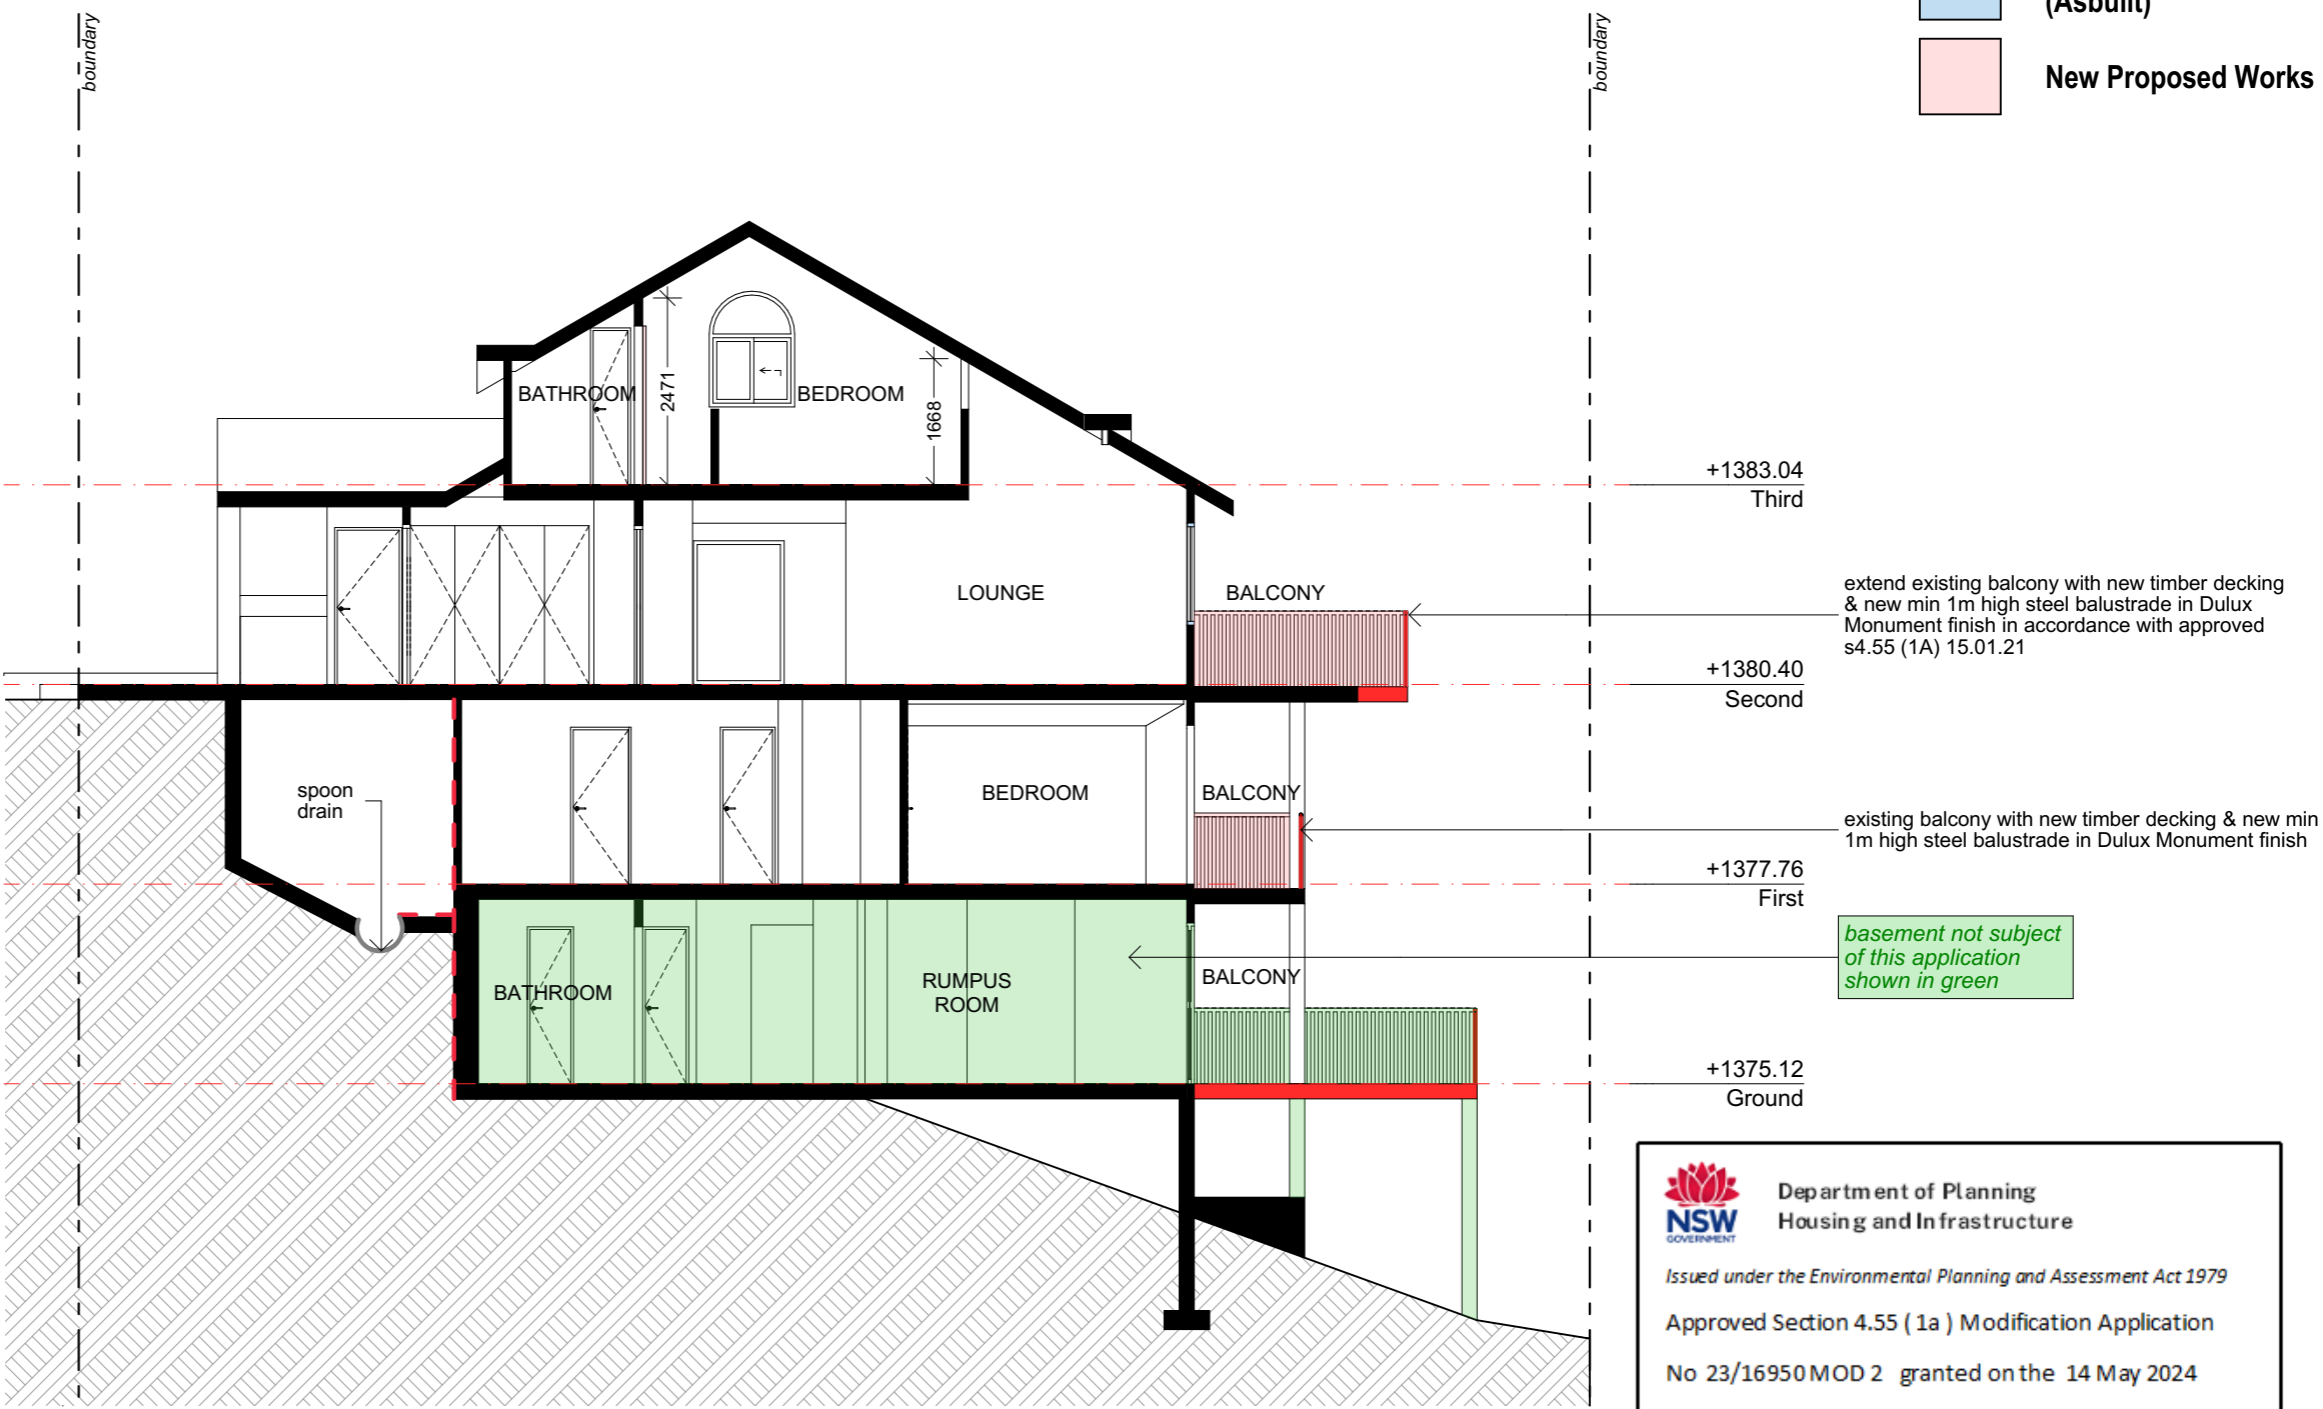 (Asbuilt)
New Proposed Works
boundary
boundary
BATHROOM
2471
BEDROOM
1668
+1383.04
Third
LOUNGE
BALCONY
extend existing balcony with new timber decking
& new min 1m high steel balustrade in Dulux
Monument finish in accordance with approved
s4.55 (1A) 15.01.21
+1380.40
Second
spoon
drain
BEDROOM
BALCONY
existing balcony with new timber decking & new min
1m high steel balustrade in Dulux Monument finish
+1377.76
First
basement not subject
of this application
shown in green
BATHROOM
RUMPUS
ROOM
BALCONY
+1375.12
Ground
NSW
GOVERNMENT
Department of Planning
Housing and Infrastructure
Issued under the Environmental Planning and Assessment Act 1979
Approved Section 4.55 ( 1a ) Modification Application
No 23/16950 MOD 2 granted on the 14 May 2024